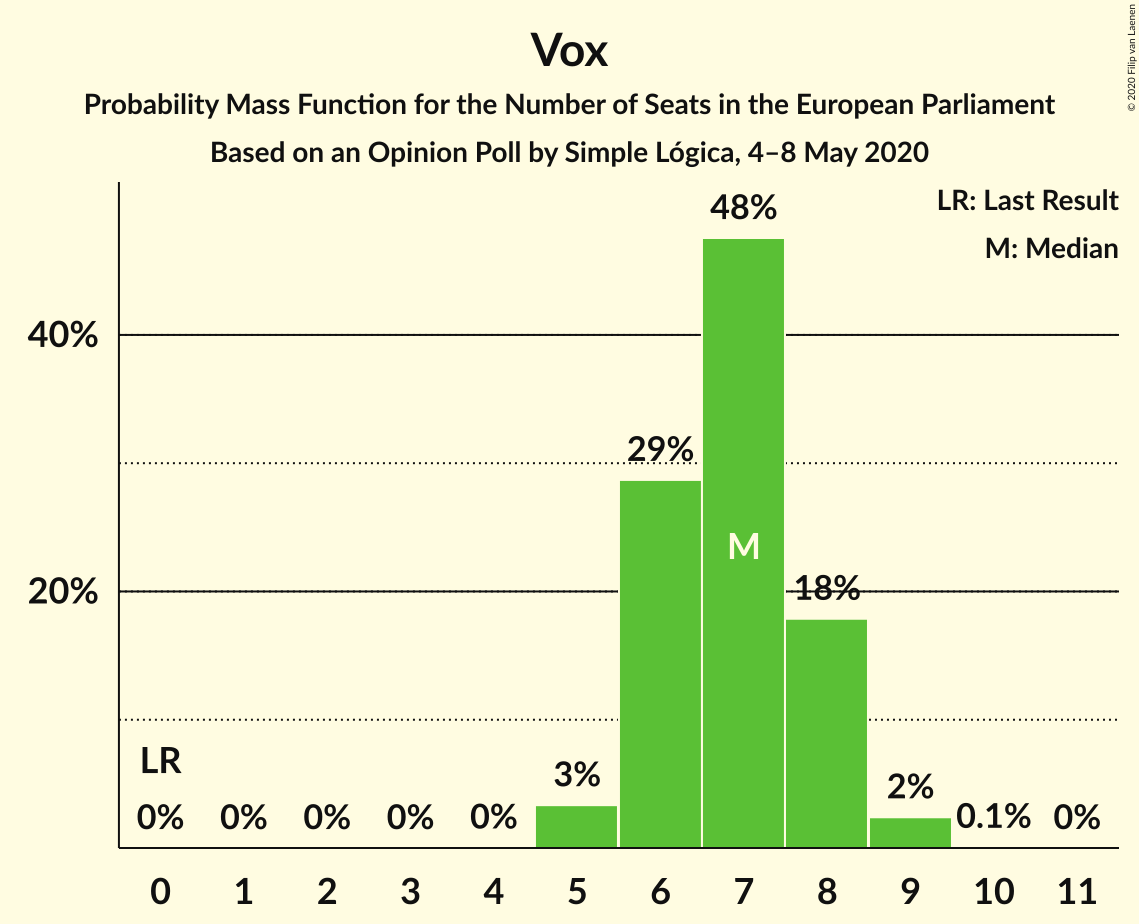 Vox
Probability Mass Function for the Number of Seats in the European Parliament
Based on an Opinion Poll by Simple Lógica, 4–8 May 2020
© 2020 Filip van Laenen
LR: Last Result
M: Median
48%
40%
29%
M
20%
18%
LR
3%
2%
0% 0% 0% 0% 0% 0.1% 0%
0 1 2 3 4 5 6 7 8 9 10 11